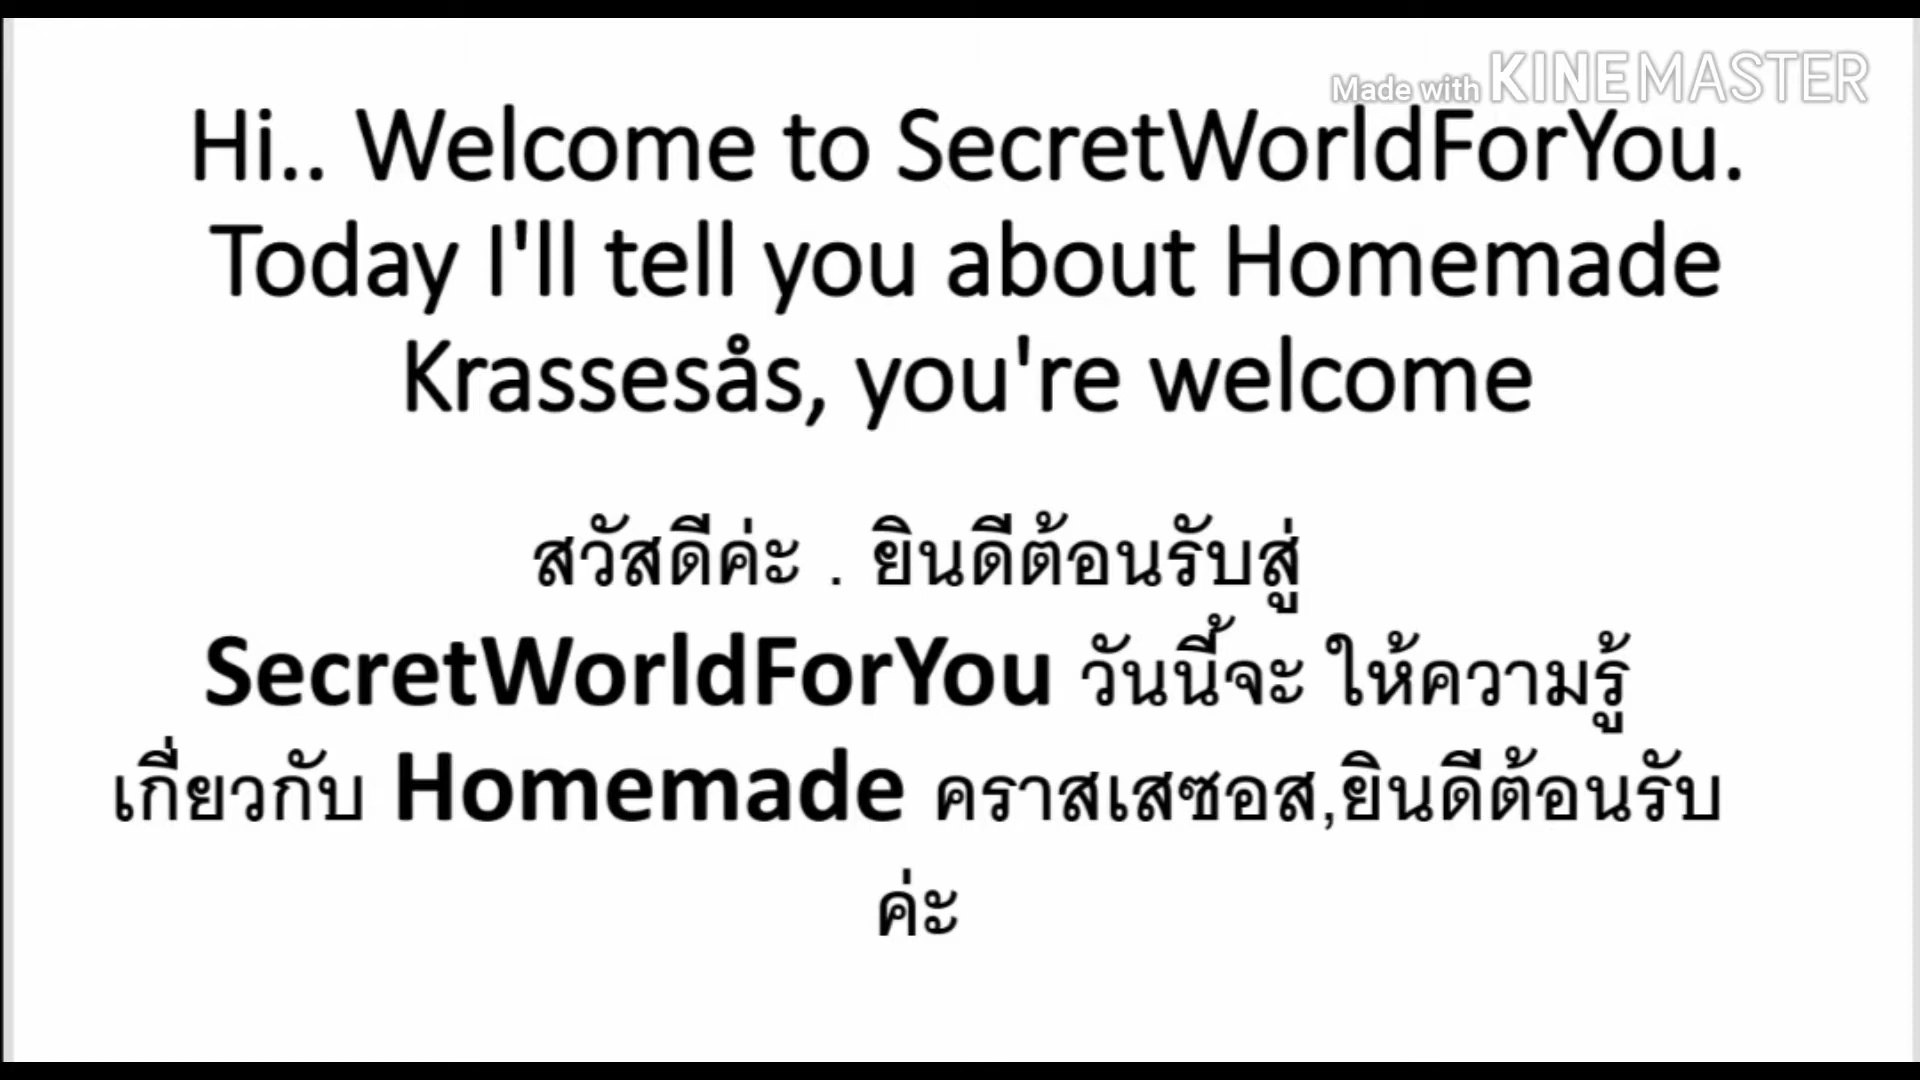 Made with KINEMASTER
Hi.. Welcome to SecretWorldForYou.
Today I'll tell you about Homemade
Krassesås, you're welcome
สวัสดีค่ะ . ยินดีต้อนรับสู่
SecretWorldForYou วันนี้จะ ให้ความรู้
เกี่ยวกับ Homemade คราสเสซอส,ยินดีต้อนรับ
ค่ะ